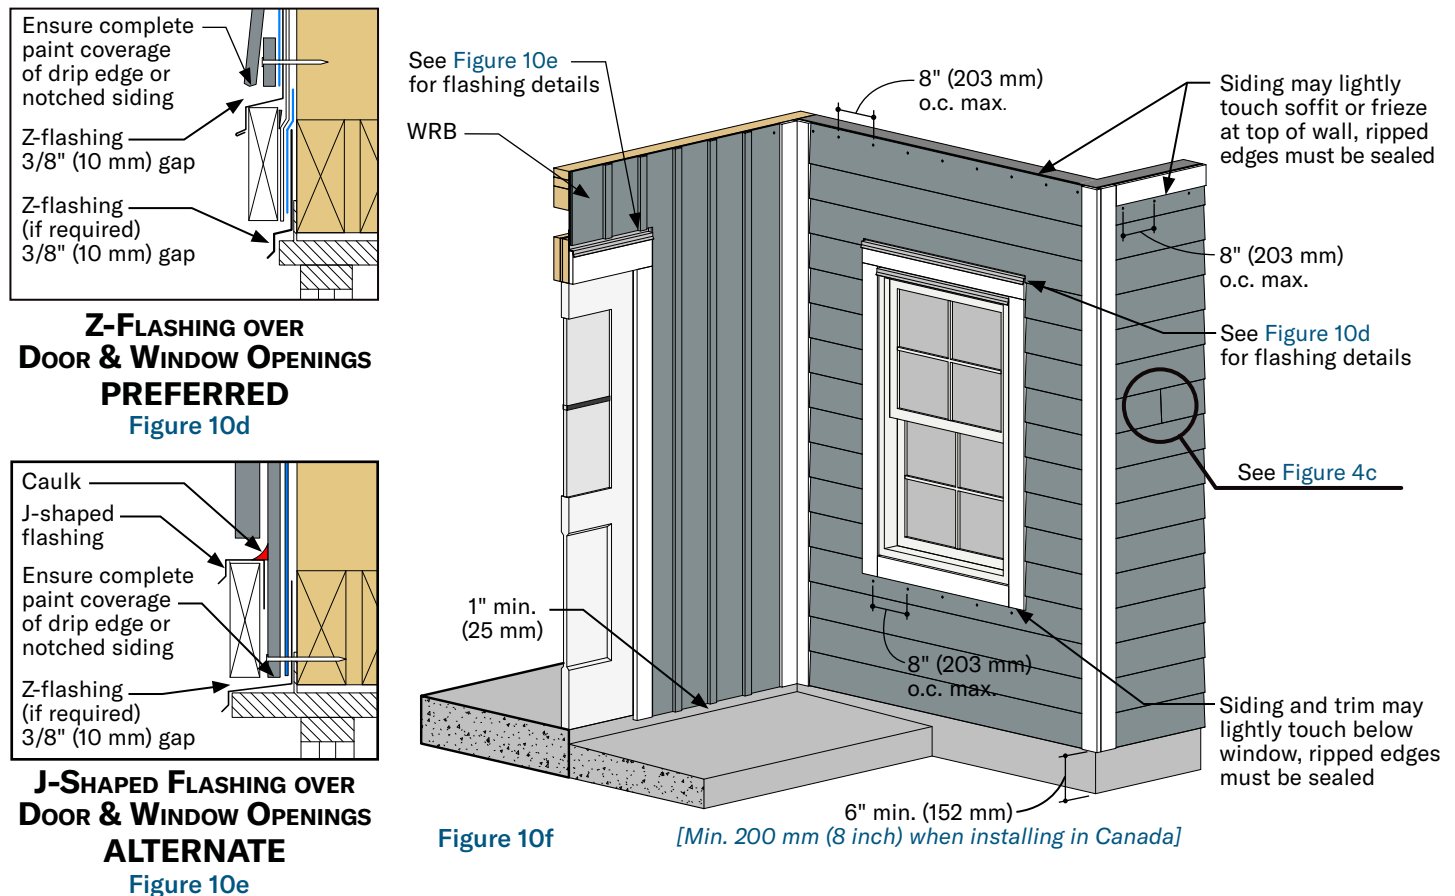 Ensure complete
paint coverage
of drip edge or
notched siding
Z-flashing
3/8" (10 mm) gap
Z-flashing
(if required)
3/8" (10 mm) gap
Z-Flashing over
Door & Window Openings
PREFERRED
Figure 10d
Caulk
J-shaped
flashing
Ensure complete
paint coverage
of drip edge or
notched siding
Z-flashing
(if required)
3/8" (10 mm) gap
J-Shaped Flashing over
Door & Window Openings
ALTERNATE
Figure 10e
See Figure 10e
for flashing details
WRB
8" (203 mm)
o.c. max.
Siding may lightly
touch soffit or frieze
at top of wall, ripped
edges must be sealed
8" (203 mm)
o.c. max.
See Figure 10d
for flashing details
See Figure 4c
1" min.
(25 mm)
8" (203 mm)
o.c. max.
Siding and trim may
lightly touch below
window, ripped edges
must be sealed
6" min. (152 mm)
[Min. 200 mm (8 inch) when installing in Canada]
Figure 10f